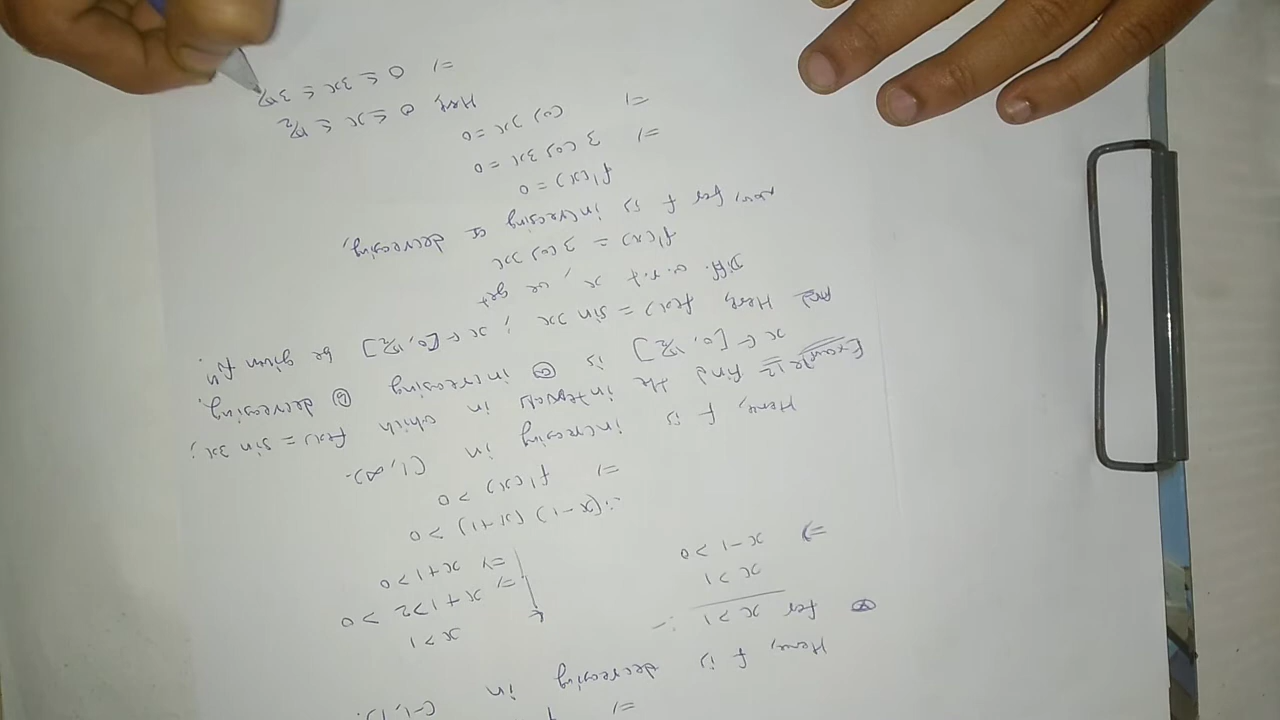 =)
Hence, f is decreasing in (-1, 1).
for x > 1 :-
x > 1
=) x - 1 > 0
x > 1
=) x + 1 > 2 > 0
=) x + 1 > 0
∴ (x - 1) (x + 1) > 0
=) f'(x) > 0
Hence, f is increasing in (1, ∞).
Example 12 find the intervals in which f(x) = sin 3x ;
x ∈ [0, π/2] is ⓐ increasing ⓑ decreasing.
Ans Here, f(x) = sin 3x ; x ∈ [0, π/2] be given fⁿ.
Diff. w.r.t x, we get
f'(x) = 3 cos 3x
Now, for f is increasing or decreasing,
f'(x) = 0
=) 3 cos 3x = 0
=) cos 3x = 0
Here, 0 ≤ x ≤ π/2
=) 0 ≤ 3x ≤ 3π/